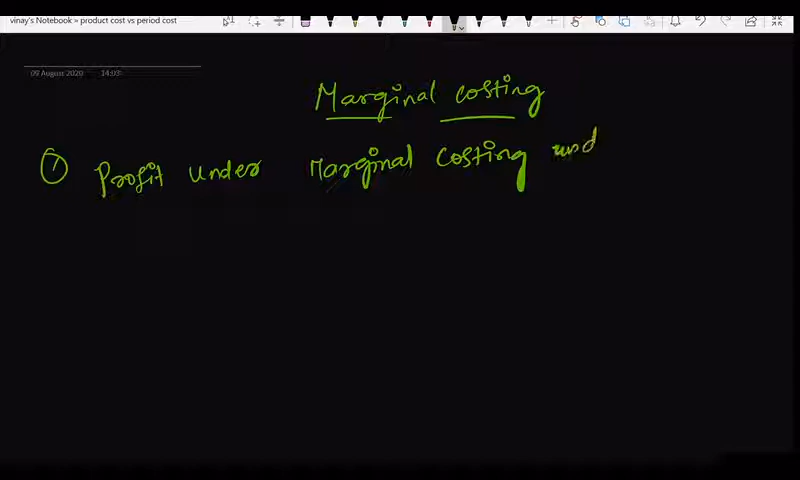 vinay's Notebook » product cost vs period cost
09 August 2020 14:03
Marginal costing
① Profit under Marginal costing und